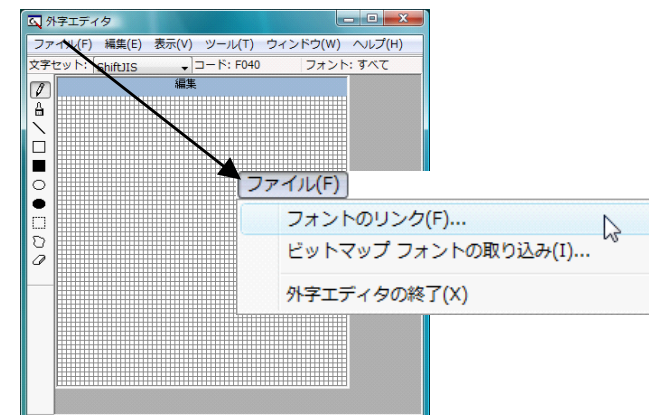 外字エディタ
ファイル(F) 編集(E) 表示(V) ツール(T) ウィンドウ(W) ヘルプ(H)
文字セット: ShiftJIS コード: F040 フォント: すべて
編集
ファイル(F)
フォントのリンク(F)...
ビットマップ フォントの取り込み(I)...
外字エディタの終了(X)